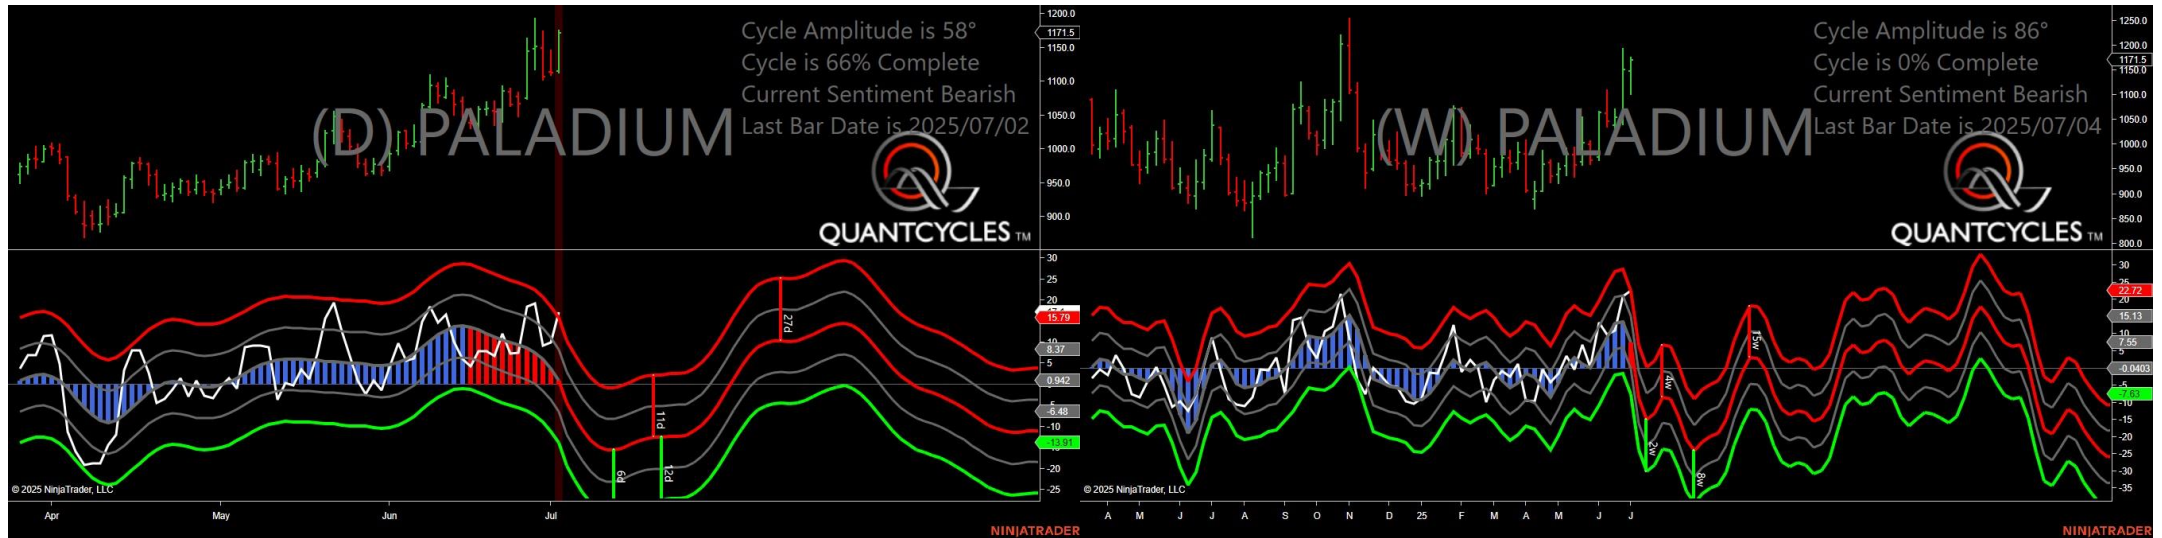 Cycle Amplitude is 58°
Cycle is 66% Complete
Current Sentiment Bearish
Last Bar Date is 2025/07/02
(D) PALADIUM
QUANTCYCLES TM
1200.0
1171.5
1150.0
1100.0
1050.0
1000.0
950.0
900.0
30
25
20
15.79
10
8.37
5
0.942
-6.48
-10
-13.91
-20
-25
27d
11d
6d
12d
© 2025 NinjaTrader, LLC
Apr
May
Jun
Jul
NINJATRADER
Cycle Amplitude is 86°
Cycle is 0% Complete
Current Sentiment Bearish
Last Bar Date is 2025/07/04
(W) PALADIUM
QUANTCYCLES TM
1250.0
1200.0
1171.5
1150.0
1100.0
1050.0
1000.0
950.0
900.0
850.0
800.0
30
25
22.72
20
15.13
10
7.55
5
-0.0403
-5
-7.63
-10
-15
-20
-25
-30
-35
15w
4w
2w
8w
© 2025 NinjaTrader, LLC
A M J J A S O N D 25 F M A M J J
NINJATRADER